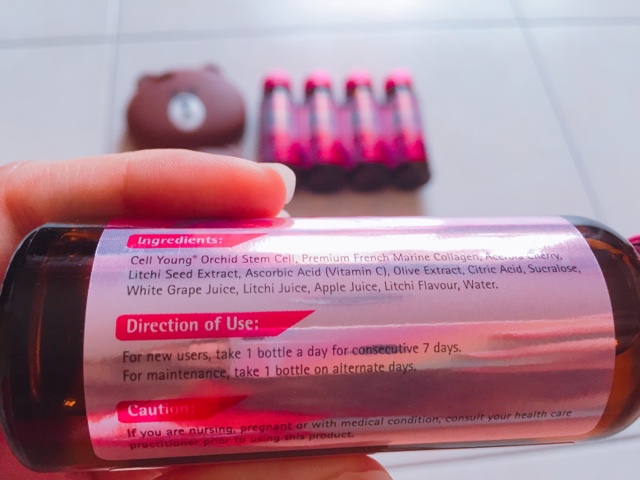 Ingredients:
Cell Young® Orchid Stem Cell, Premium French Marine Collagen, Acerola Cherry,
Litchi Seed Extract, Ascorbic Acid (Vitamin C), Olive Extract, Citric Acid, Sucralose,
White Grape Juice, Litchi Juice, Apple Juice, Litchi Flavour, Water.
Direction of Use:
For new users, take 1 bottle a day for consecutive 7 days.
For maintenance, take 1 bottle on alternate days.
Caution:
If you are nursing, pregnant or with medical condition, consult your health care
practitioner prior to using this product.